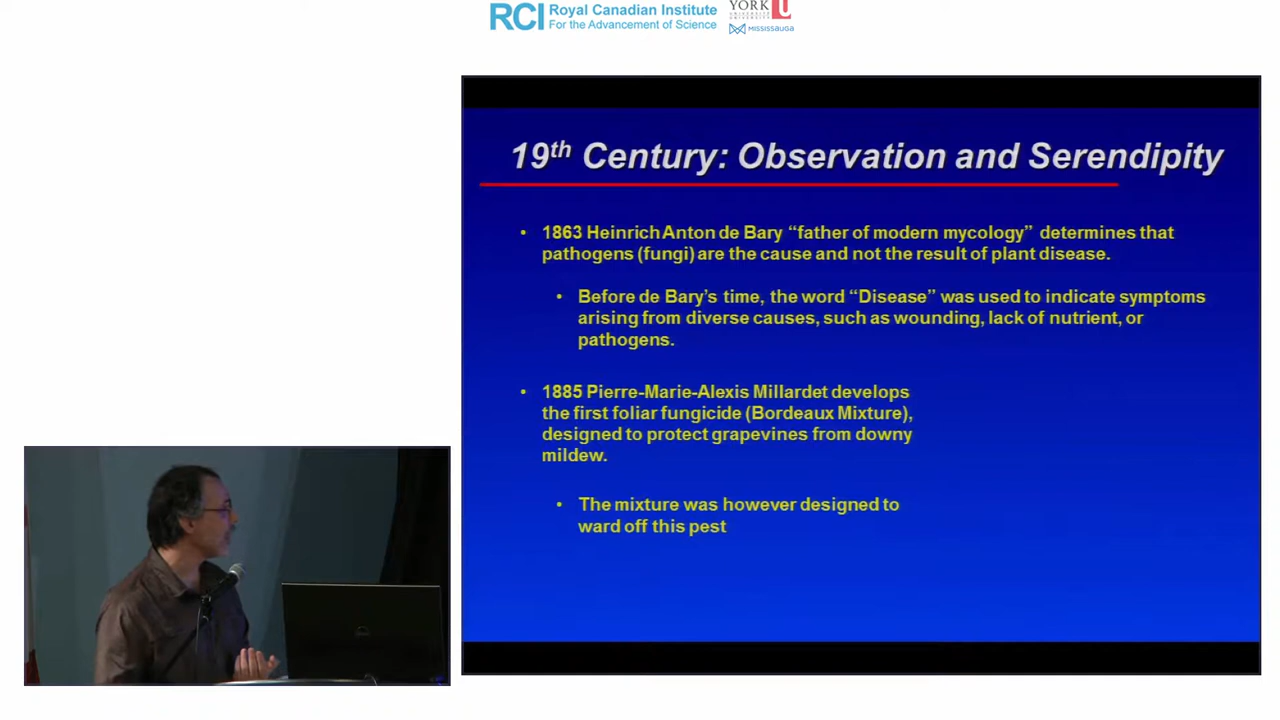 RCI Royal Canadian Institute
For the Advancement of Science
YORK U
MISSISSAUGA
19th Century: Observation and Serendipity
• 1863 Heinrich Anton de Bary “father of modern mycology” determines that
pathogens (fungi) are the cause and not the result of plant disease.
• Before de Bary’s time, the word “Disease” was used to indicate symptoms
arising from diverse causes, such as wounding, lack of nutrient, or
pathogens.
• 1885 Pierre-Marie-Alexis Millardet develops
the first foliar fungicide (Bordeaux Mixture),
designed to protect grapevines from downy
mildew.
• The mixture was however designed to
ward off this pest